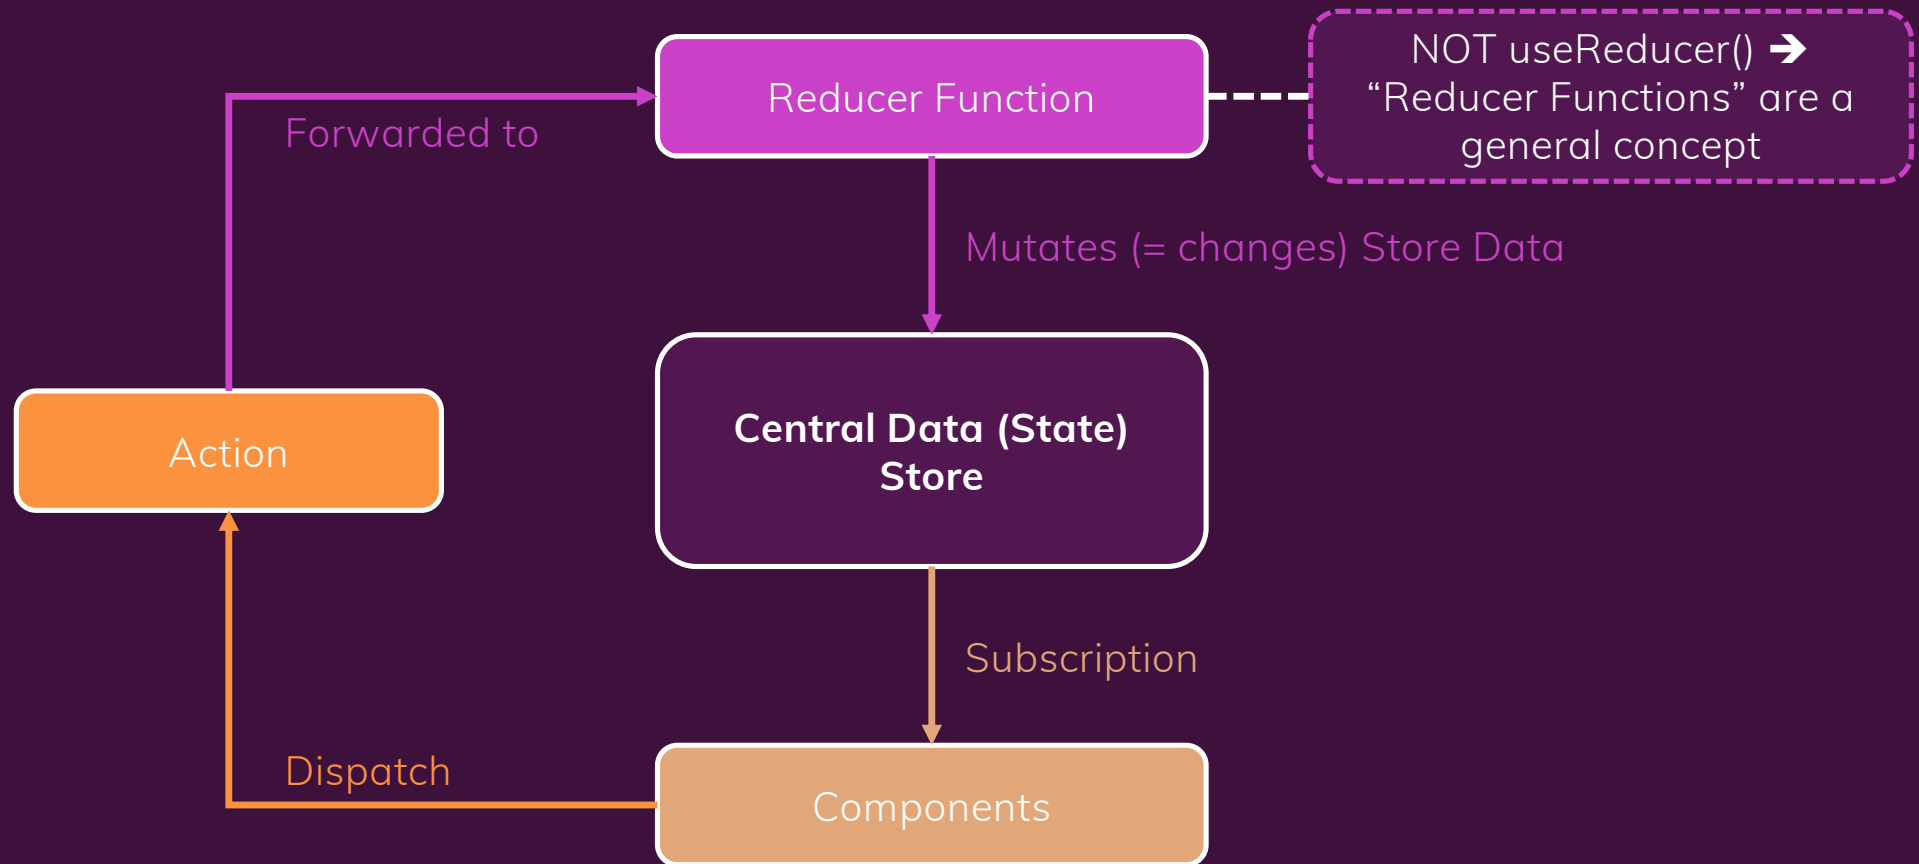 NOT useReducer() ➔
“Reducer Functions” are a
general concept
Reducer Function
Forwarded to
Mutates (= changes) Store Data
Central Data (State)
Store
Action
Subscription
Dispatch
Components